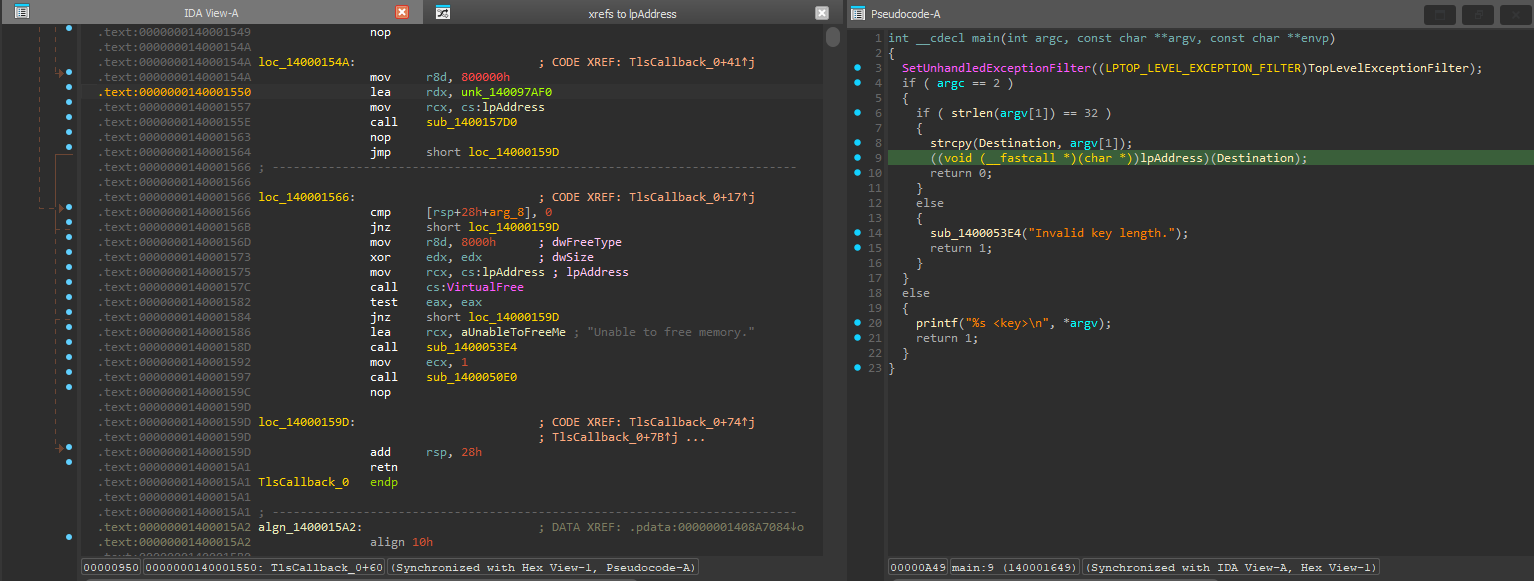 IDA View-A
xrefs to lpAddress
Pseudocode-A
.text:0000000140001549 nop
.text:000000014000154A
.text:000000014000154A loc_14000154A: ; CODE XREF: TlsCallback_0+41↑j
.text:000000014000154A mov r8d, 800000h
.text:0000000140001550 lea rdx, unk_140097AF0
.text:0000000140001557 mov rcx, cs:lpAddress
.text:000000014000155E call sub_1400157D0
.text:0000000140001563 nop
.text:0000000140001564 jmp short loc_14000159D
.text:0000000140001566 ; ---------------------------------------------------------------------------
.text:0000000140001566
.text:0000000140001566 loc_140001566: ; CODE XREF: TlsCallback_0+17↑j
.text:0000000140001566 cmp [rsp+28h+arg_8], 0
.text:000000014000156B jnz short loc_14000159D
.text:000000014000156D mov r8d, 8000h ; dwFreeType
.text:0000000140001573 xor edx, edx ; dwSize
.text:0000000140001575 mov rcx, cs:lpAddress ; lpAddress
.text:000000014000157C call cs:VirtualFree
.text:0000000140001582 test eax, eax
.text:0000000140001584 jnz short loc_14000159D
.text:0000000140001586 lea rcx, aUnableToFreeMe ; "Unable to free memory."
.text:000000014000158D call sub_1400053E4
.text:0000000140001592 mov ecx, 1
.text:0000000140001597 call sub_1400050E0
.text:000000014000159C nop
.text:000000014000159D
.text:000000014000159D loc_14000159D: ; CODE XREF: TlsCallback_0+74↑j
.text:000000014000159D ; TlsCallback_0+7B↑j ...
.text:000000014000159D add rsp, 28h
.text:00000001400015A1 retn
.text:00000001400015A1 TlsCallback_0 endp
.text:00000001400015A1
.text:00000001400015A1 ; ---------------------------------------------------------------------------
.text:00000001400015A2 algn_1400015A2: ; DATA XREF: .pdata:00000001408A7084↓o
.text:00000001400015A2 align 10h
00000950 0000000140001550: TlsCallback_0+60 (Synchronized with Hex View-1, Pseudocode-A)
1 int __cdecl main(int argc, const char **argv, const char **envp)
2 {
3 SetUnhandledExceptionFilter((LPTOP_LEVEL_EXCEPTION_FILTER)TopLevelExceptionFilter);
4 if ( argc == 2 )
5 {
6 if ( strlen(argv[1]) == 32 )
7 {
8 strcpy(Destination, argv[1]);
9 ((void (__fastcall *)(char *))lpAddress)(Destination);
10 return 0;
11 }
12 else
13 {
14 sub_1400053E4("Invalid key length.");
15 return 1;
16 }
17 }
18 else
19 {
20 printf("%s <key>\n", *argv);
21 return 1;
22 }
23 }
00000A49 main:9 (140001649) (Synchronized with IDA View-A, Hex View-1)